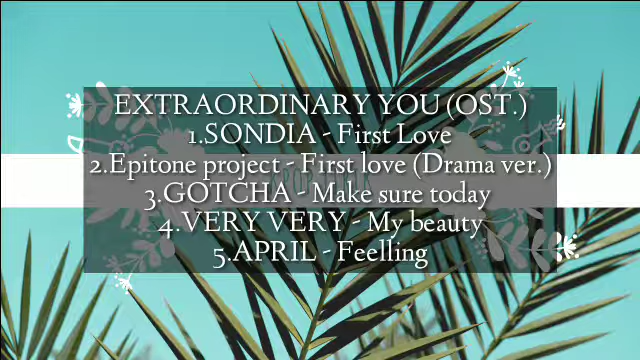 EXTRAORDINARY YOU (OST.)
1.SONDIA - First Love
2.Epitone project - First love (Drama ver.)
3.GOTCHA - Make sure today
4.VERY VERY - My beauty
5.APRIL - Feelling